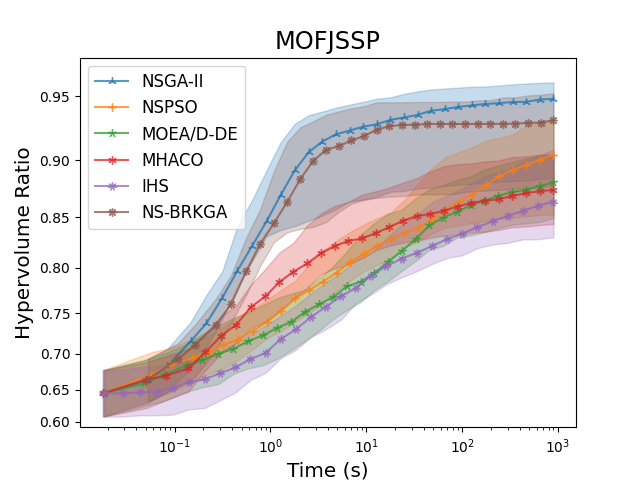 MOFJSSP
Hypervolume Ratio
0.95
0.90
0.85
0.80
0.75
0.70
0.65
0.60
NSGA-II
NSPSO
MOEA/D-DE
MHACO
IHS
NS-BRKGA
10⁻¹ 10⁰ 10¹ 10² 10³
Time (s)